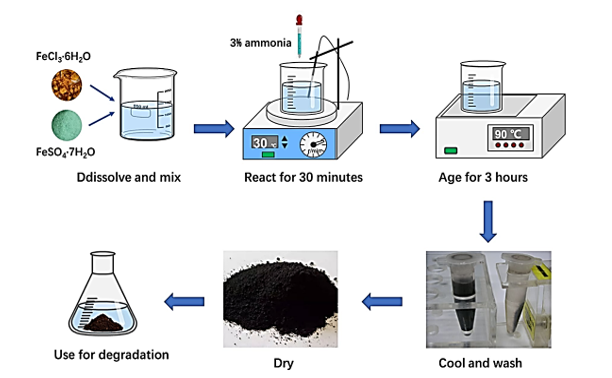 FeCl₃·6H₂O
3% ammonia
FeSO₄·7H₂O
30 ℃
90 ℃
Ddissolve and mix
React for 30 minutes
Age for 3 hours
Use for degradation
Dry
Cool and wash